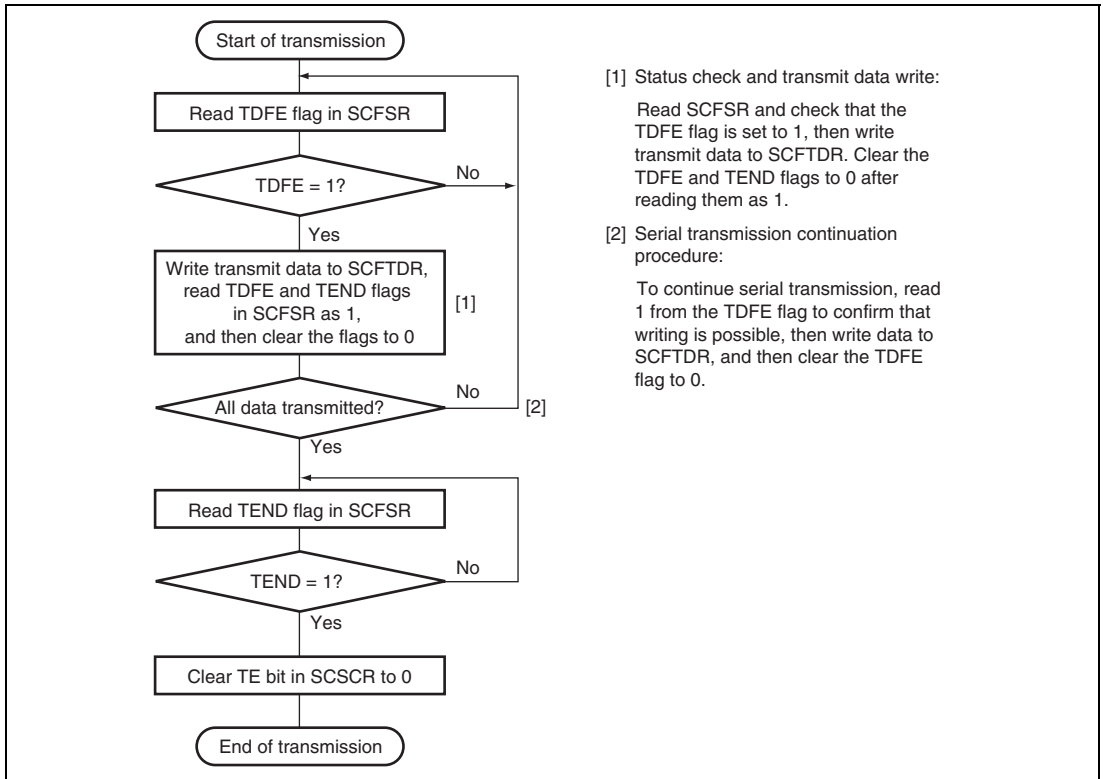 Start of transmission
Read TDFE flag in SCFSR
TDFE = 1?
No
Yes
Write transmit data to SCFTDR,
read TDFE and TEND flags
in SCFSR as 1,
and then clear the flags to 0
[1]
All data transmitted?
No
[2]
Yes
Read TEND flag in SCFSR
TEND = 1?
No
Yes
Clear TE bit in SCSCR to 0
End of transmission
[1] Status check and transmit data write:
Read SCFSR and check that the
TDFE flag is set to 1, then write
transmit data to SCFTDR. Clear the
TDFE and TEND flags to 0 after
reading them as 1.
[2] Serial transmission continuation
procedure:
To continue serial transmission, read
1 from the TDFE flag to confirm that
writing is possible, then write data to
SCFTDR, and then clear the TDFE
flag to 0.